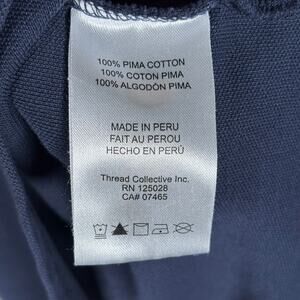 100% PIMA COTTON
100% COTON PIMA
100% ALGODÓN PIMA
MADE IN PERU
FAIT AU PEROU
HECHO EN PERÚ
Thread Collective Inc.
RN 125028
CA# 07465